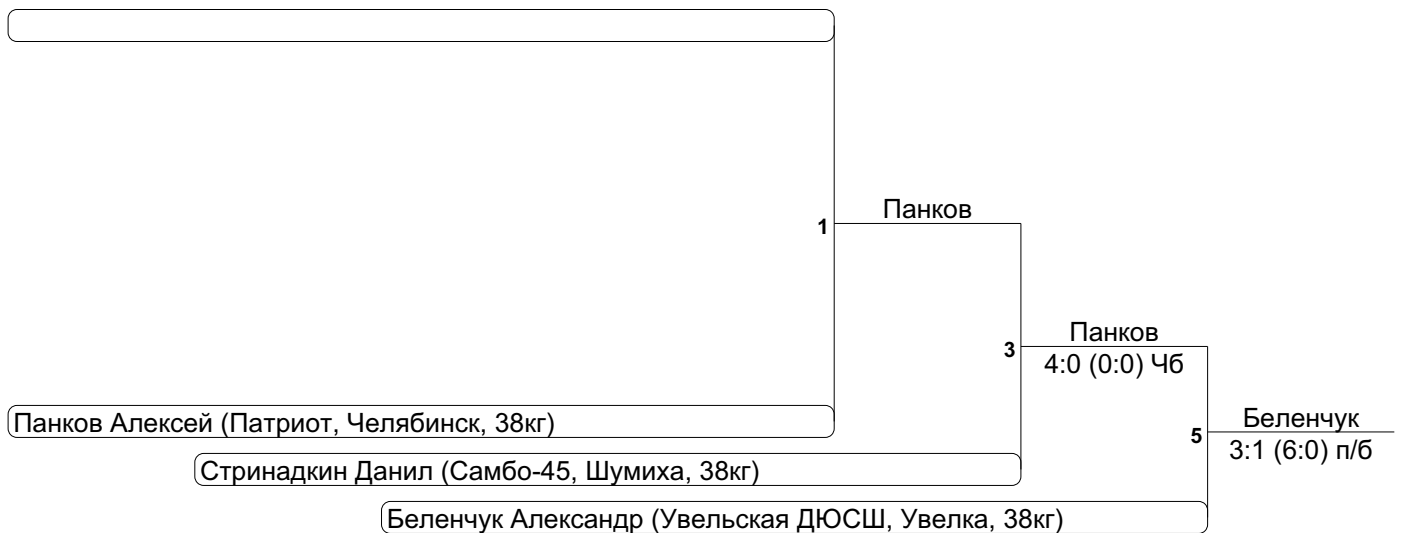 Панков
1
Панков
3
4:0 (0:0) Чб
Панков Алексей (Патриот, Челябинск, 38кг)
Беленчук
5
3:1 (6:0) п/б
Стринадкин Данил (Самбо-45, Шумиха, 38кг)
Беленчук Александр (Увельская ДЮСШ, Увелка, 38кг)